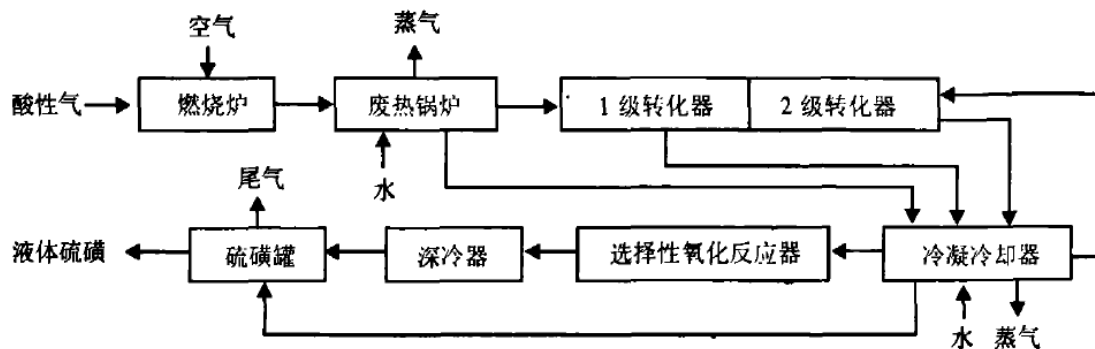 空气
蒸气
酸性气
燃烧炉
废热锅炉
1级转化器
2级转化器
尾气
水
液体硫磺
硫磺罐
深冷器
选择性氧化反应器
冷凝冷却器
水
蒸气